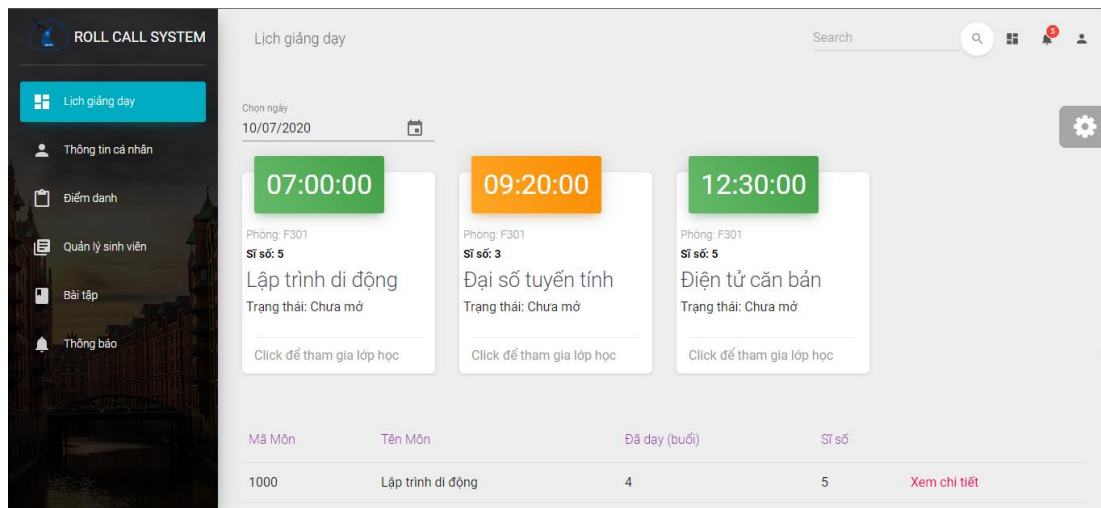 ROLL CALL SYSTEM
Lịch giảng dạy
Thông tin cá nhân
Điểm danh
Quản lý sinh viên
Bài tập
Thông báo
Lịch giảng dạy
Search
5
Chọn ngày
10/07/2020
07:00:00
Phòng: F301
Sĩ số: 5
Lập trình di động
Trạng thái: Chưa mở
Click để tham gia lớp học
09:20:00
Phòng: F301
Sĩ số: 3
Đại số tuyến tính
Trạng thái: Chưa mở
Click để tham gia lớp học
12:30:00
Phòng: F301
Sĩ số: 5
Điện tử căn bản
Trạng thái: Chưa mở
Click để tham gia lớp học
Mã Môn Tên Môn Đã dạy (buổi) Sĩ số
1000 Lập trình di động 4 5 Xem chi tiết